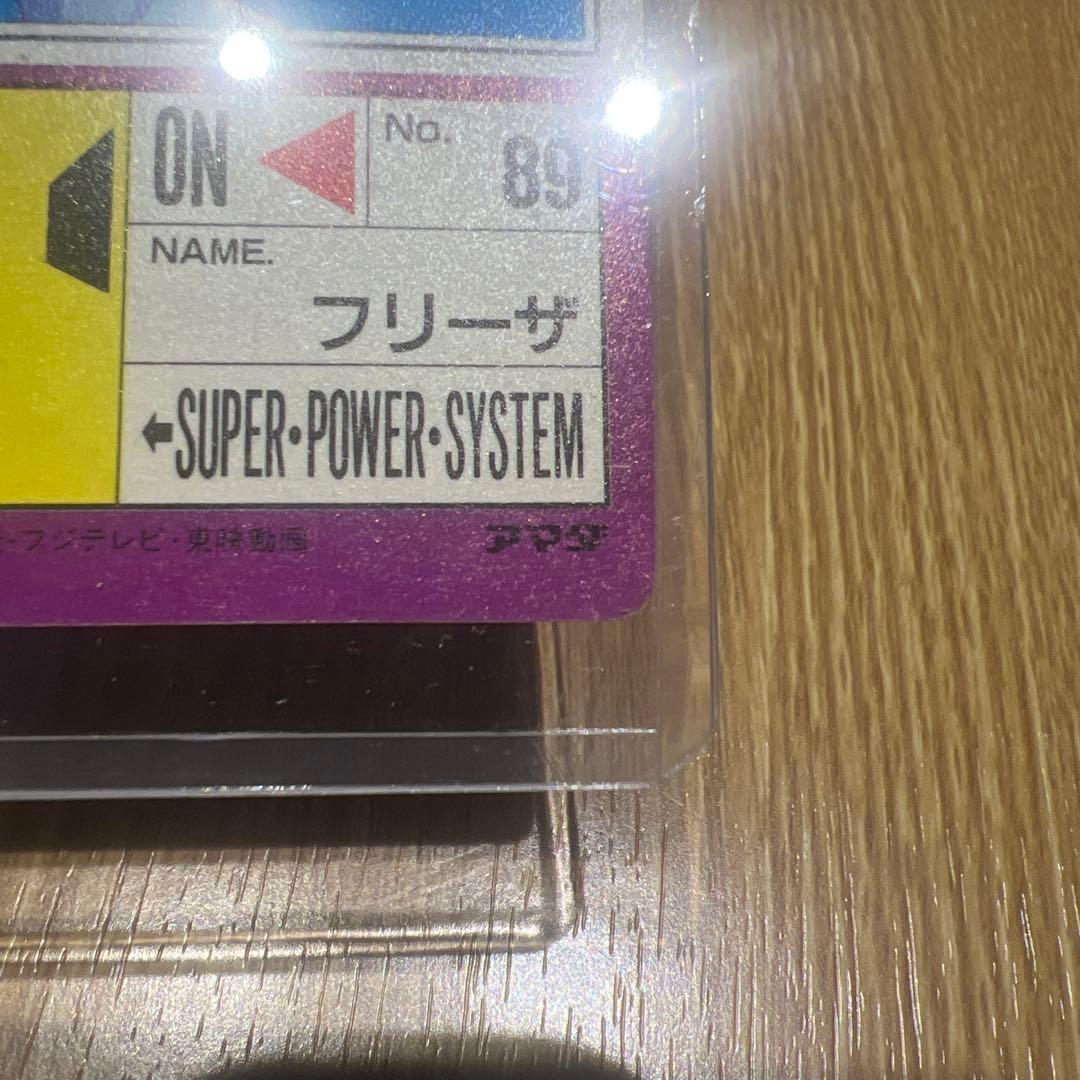 ON
No. 89
NAME.
フリーザ
←SUPER・POWER・SYSTEM
・フジテレビ・東映動画
アマダ